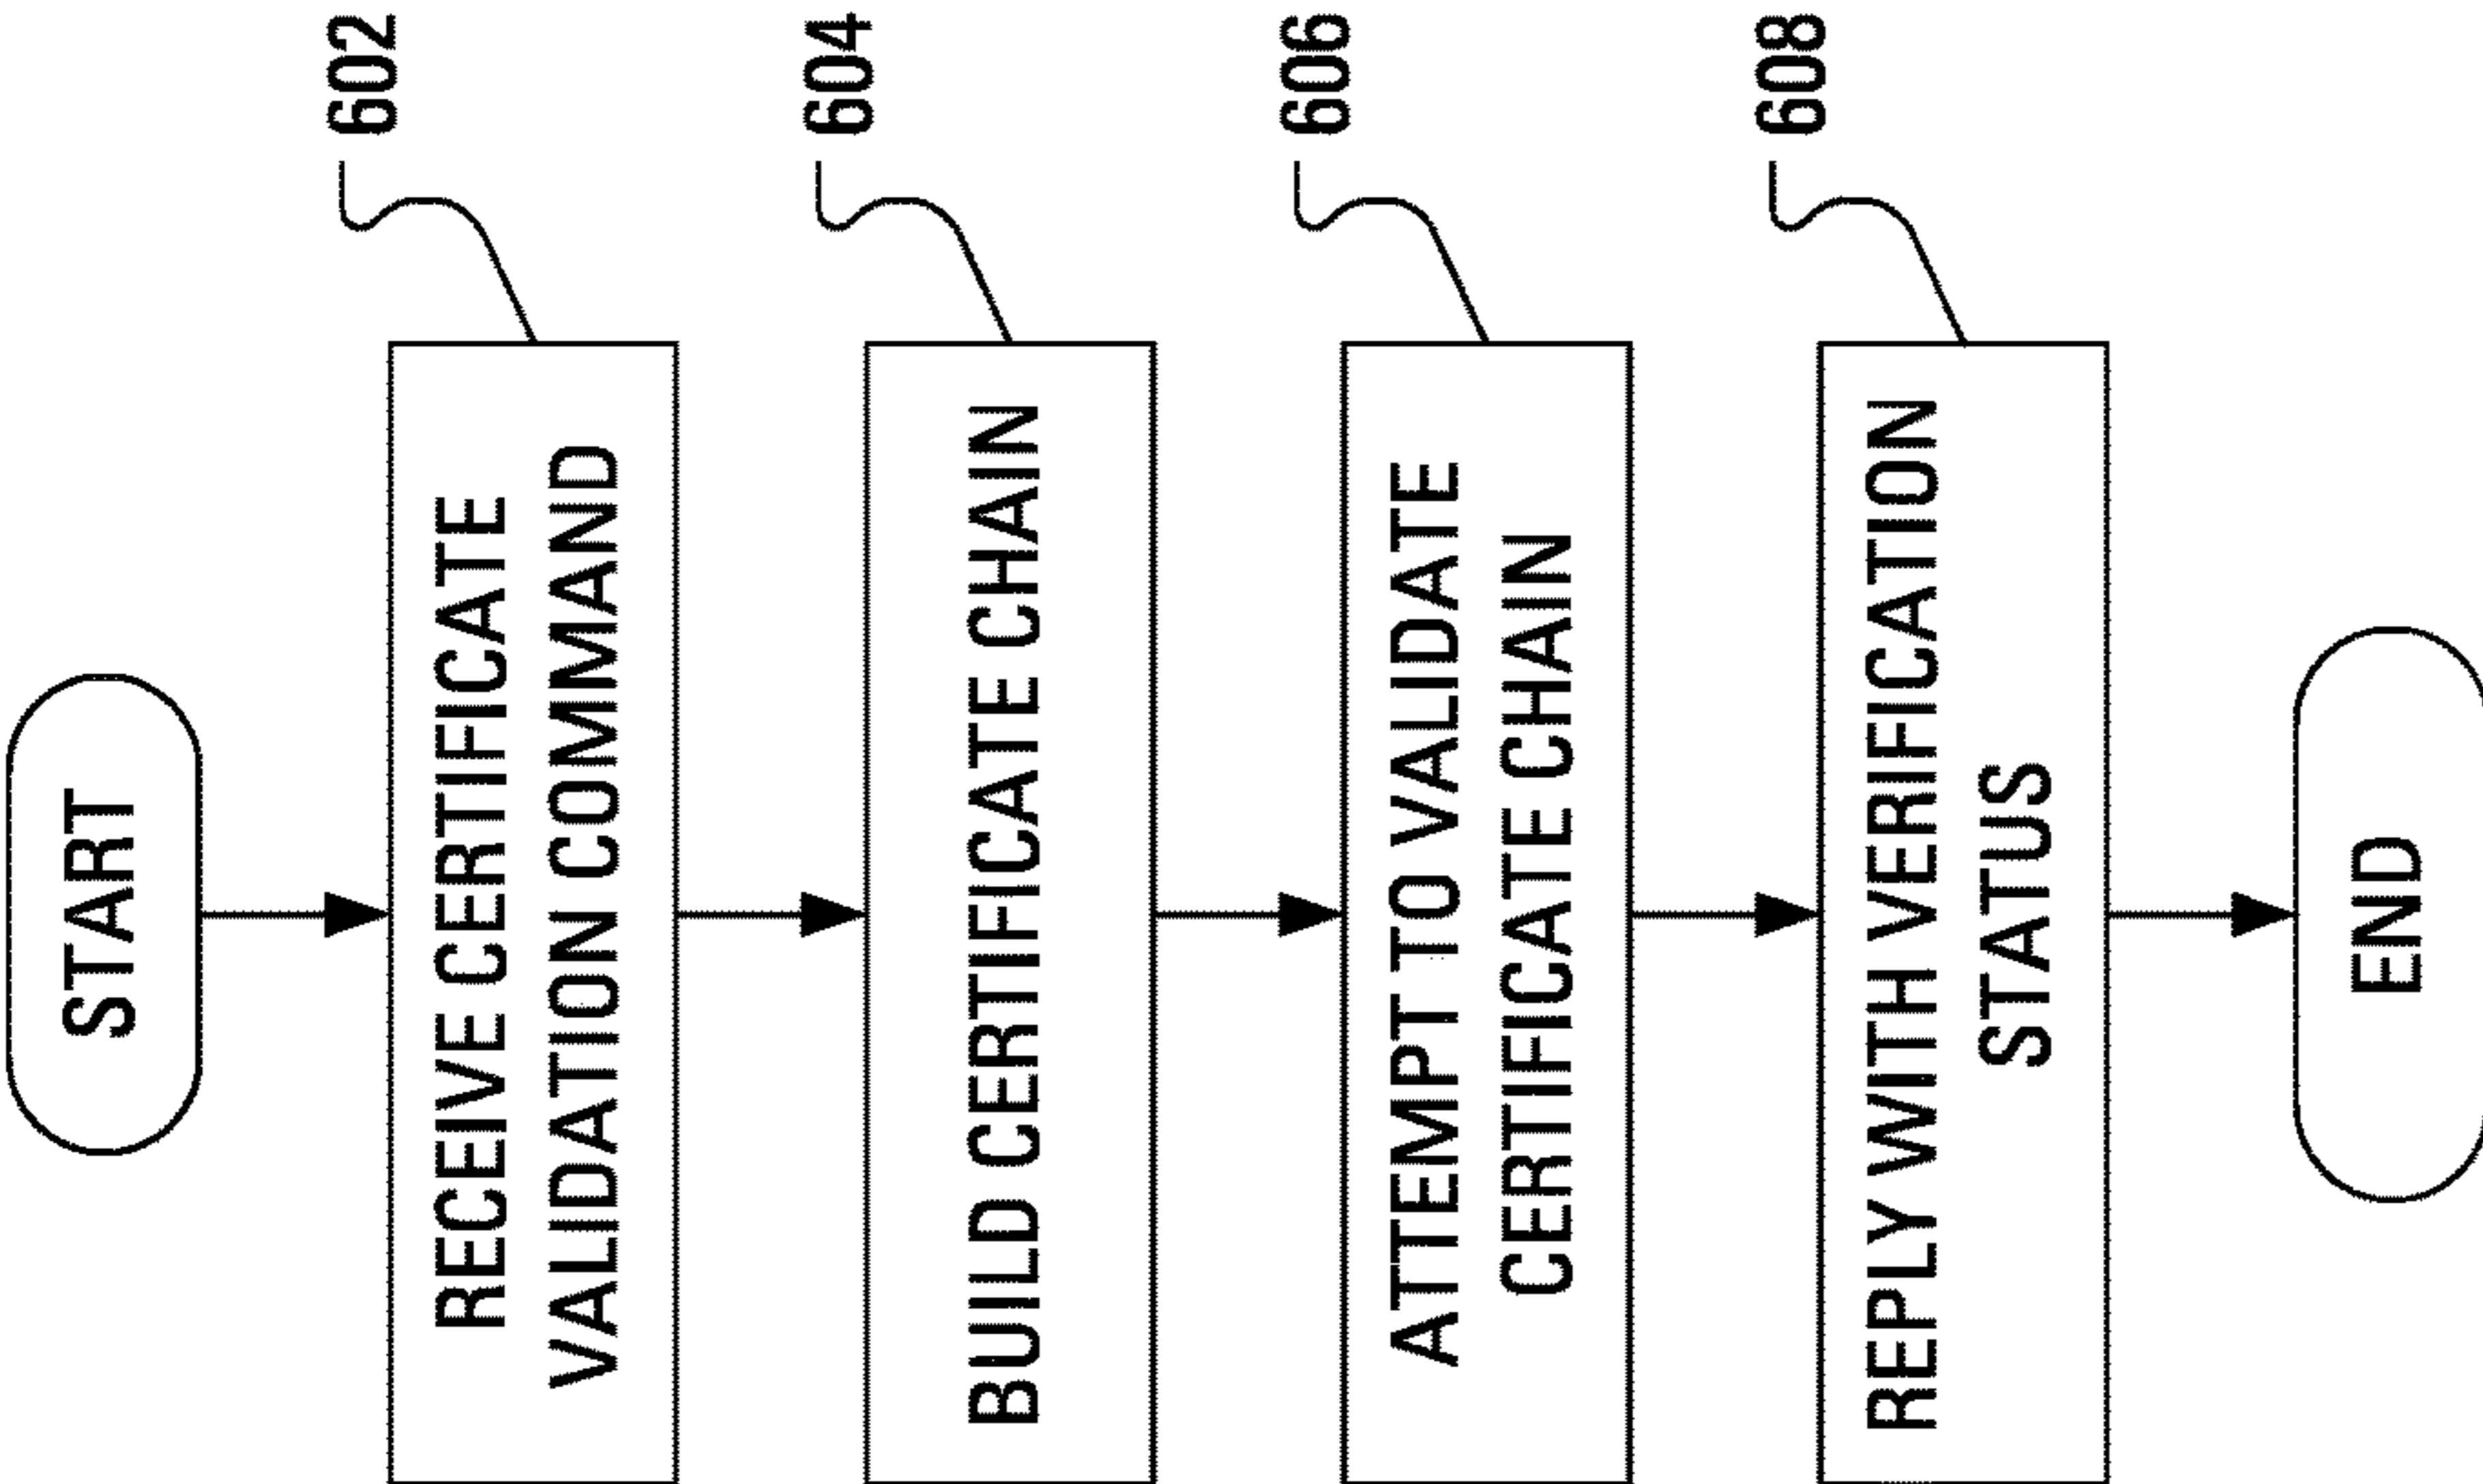 START
602
RECEIVE CERTIFICATE
VALIDATION COMMAND
604
BUILD CERTIFICATE CHAIN
606
ATTEMPT TO VALIDATE
CERTIFICATE CHAIN
608
REPLY WITH VERIFICATION
STATUS
END